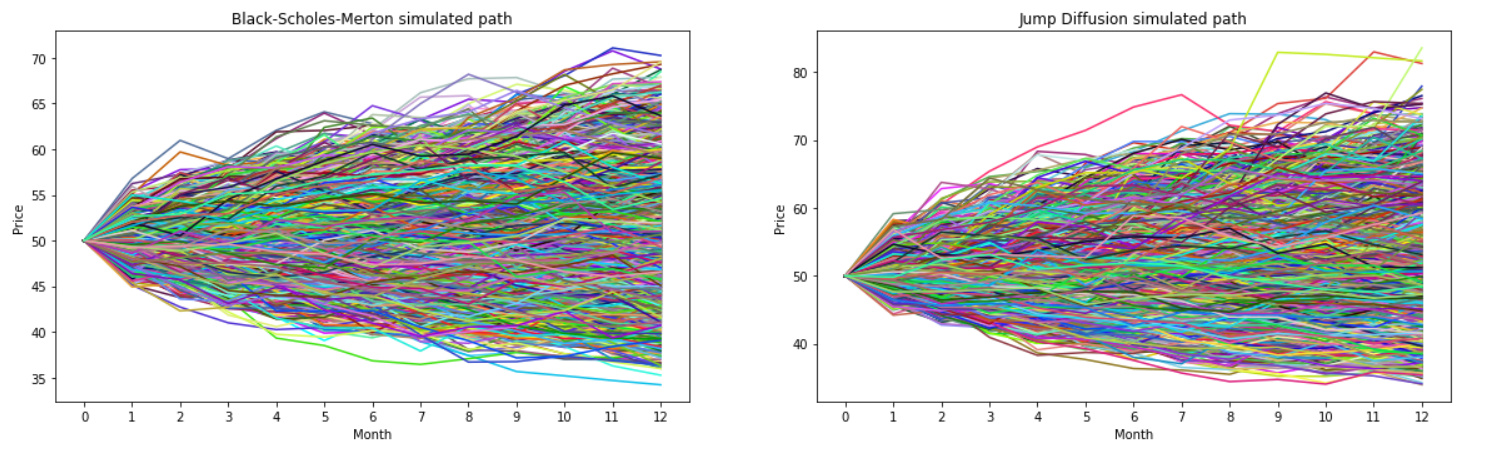 Black-Scholes-Merton simulated path
70
65
60
55
50
45
40
35
Price
0 1 2 3 4 5 6 7 8 9 10 11 12
Month
Jump Diffusion simulated path
80
70
60
50
40
Price
0 1 2 3 4 5 6 7 8 9 10 11 12
Month